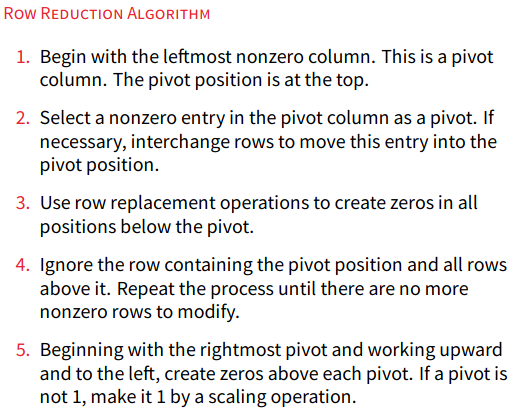 Row Reduction Algorithm
1. Begin with the leftmost nonzero column. This is a pivot
column. The pivot position is at the top.
2. Select a nonzero entry in the pivot column as a pivot. If
necessary, interchange rows to move this entry into the
pivot position.
3. Use row replacement operations to create zeros in all
positions below the pivot.
4. Ignore the row containing the pivot position and all rows
above it. Repeat the process until there are no more
nonzero rows to modify.
5. Beginning with the rightmost pivot and working upward
and to the left, create zeros above each pivot. If a pivot is
not 1, make it 1 by a scaling operation.